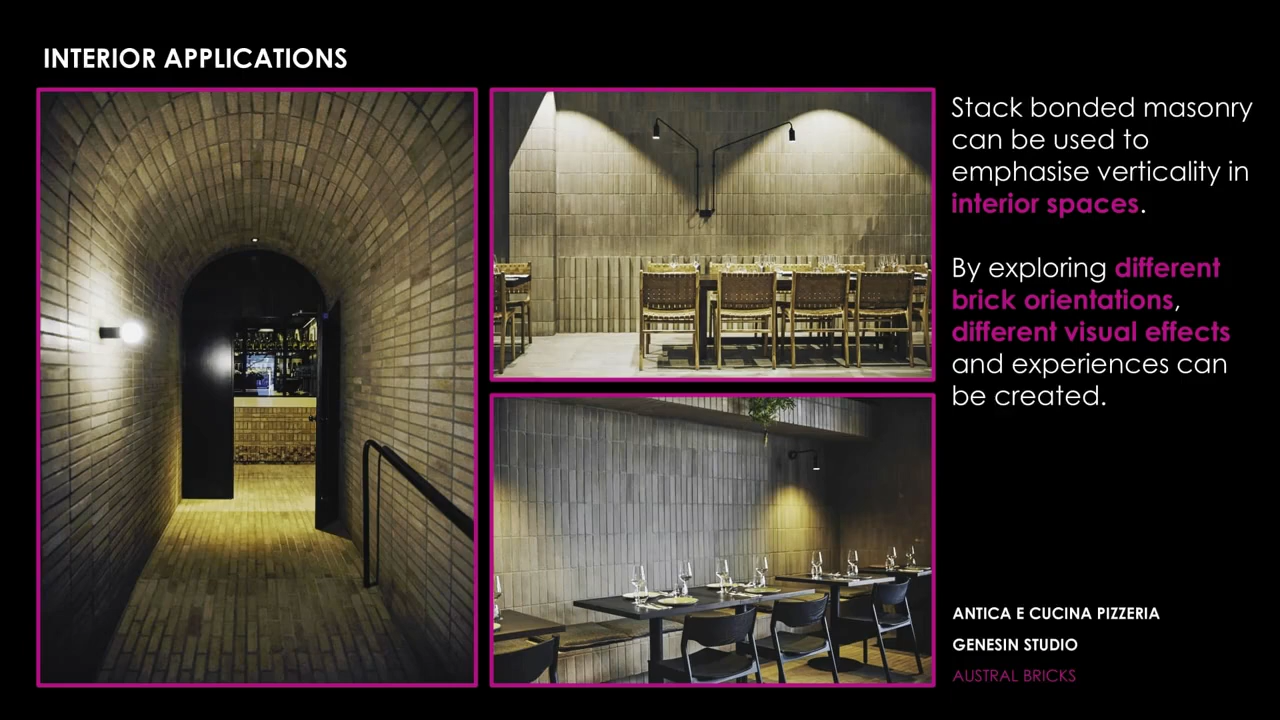 INTERIOR APPLICATIONS
Stack bonded masonry
can be used to
emphasise verticality in
interior spaces.
By exploring different
brick orientations,
different visual effects
and experiences can
be created.
ANTICA E CUCINA PIZZERIA
GENESIN STUDIO
AUSTRAL BRICKS